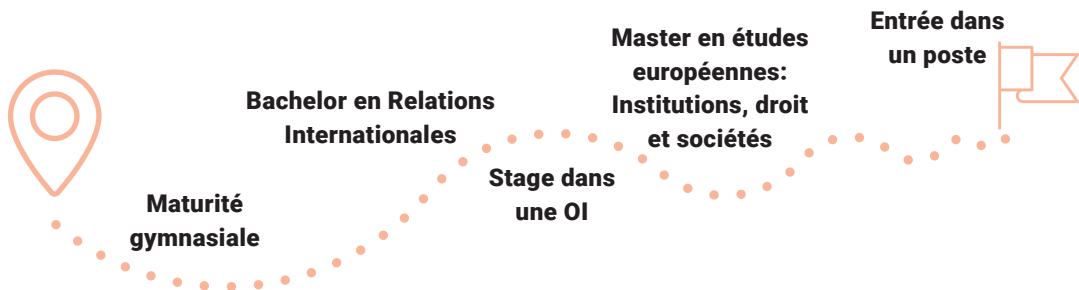 Maturité
gymnasiale
Bachelor en Relations
Internationales
Stage dans
une OI
Master en études
européennes:
Institutions, droit
et sociétés
Entrée dans
un poste